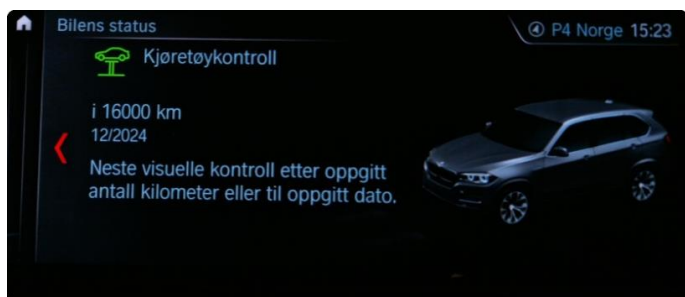 Bilens status
P4 Norge 15:23
Kjøretøykontroll
i 16000 km
12/2024
Neste visuelle kontroll etter oppgitt
antall kilometer eller til oppgitt dato.